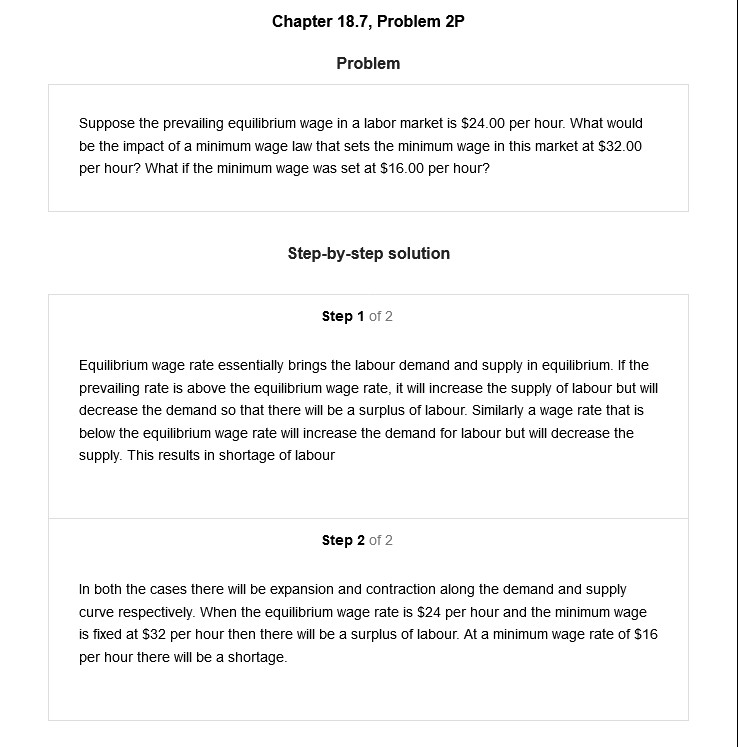 Chapter 18.7, Problem 2P
Problem
Suppose the prevailing equilibrium wage in a labor market is $24.00 per hour. What would
be the impact of a minimum wage law that sets the minimum wage in this market at $32.00
per hour? What if the minimum wage was set at $16.00 per hour?
Step-by-step solution
Step 1 of 2
Equilibrium wage rate essentially brings the labour demand and supply in equilibrium. If the
prevailing rate is above the equilibrium wage rate, it will increase the supply of labour but will
decrease the demand so that there will be a surplus of labour. Similarly a wage rate that is
below the equilibrium wage rate will increase the demand for labour but will decrease the
supply. This results in shortage of labour
Step 2 of 2
In both the cases there will be expansion and contraction along the demand and supply
curve respectively. When the equilibrium wage rate is $24 per hour and the minimum wage
is fixed at $32 per hour then there will be a surplus of labour. At a minimum wage rate of $16
per hour there will be a shortage.